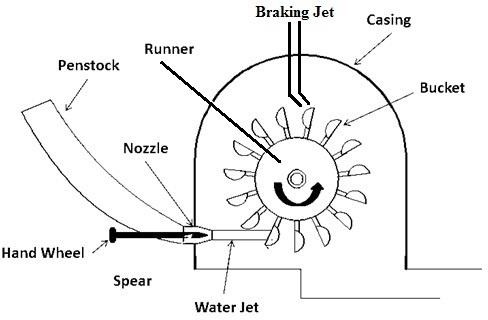 Braking Jet
Casing
Runner
Penstock
Bucket
Nozzle
Hand Wheel
Spear
Water Jet